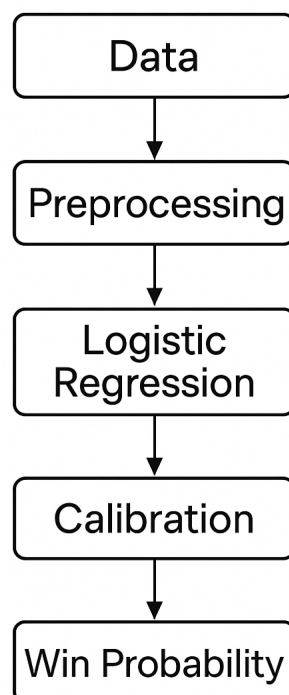 Data
Preprocessing
Logistic
Regression
Calibration
Win Probability